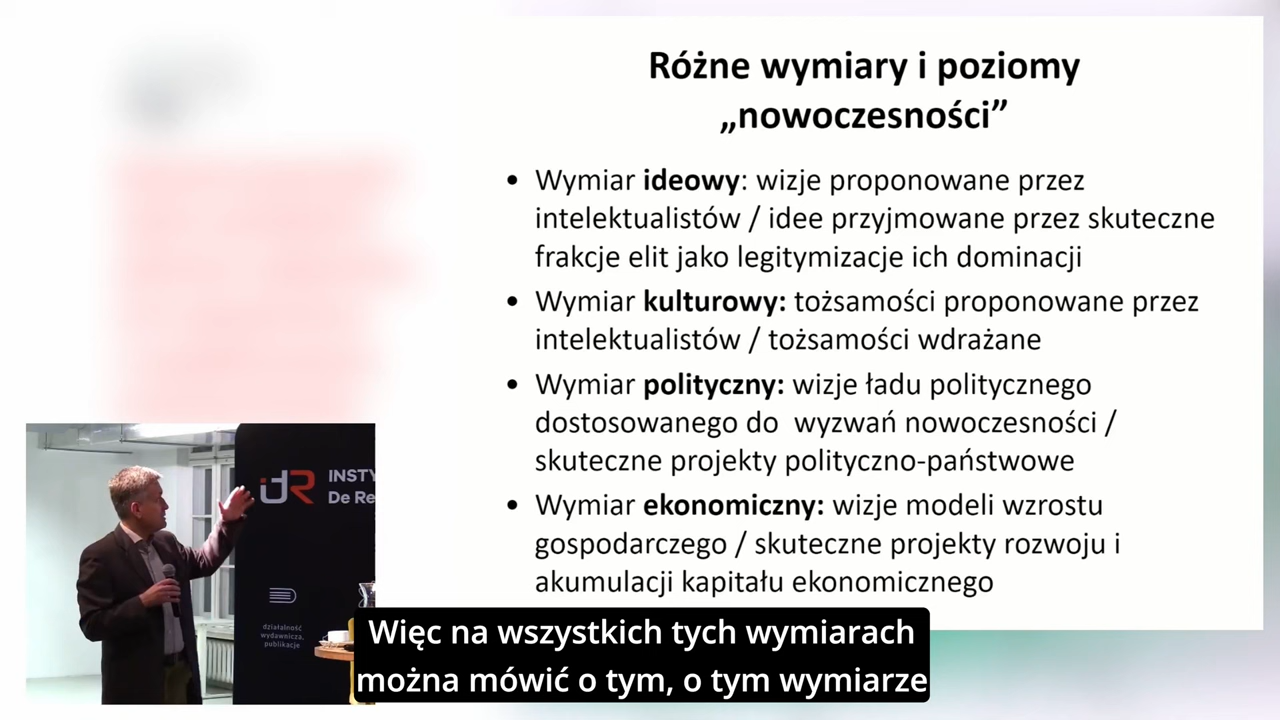 Różne wymiary i poziomy
„nowoczesności”
• Wymiar ideowy: wizje proponowane przez
intelektualistów / idee przyjmowane przez skuteczne
frakcje elit jako legitymizacje ich dominacji
• Wymiar kulturowy: tożsamości proponowane przez
intelektualistów / tożsamości wdrażane
• Wymiar polityczny: wizje ładu politycznego
dostosowanego do  wyzwań nowoczesności /
skuteczne projekty polityczno-państwowe
• Wymiar ekonomiczny: wizje modeli wzrostu
gospodarczego / skuteczne projekty rozwoju i
akumulacji kapitału ekonomicznego
idR
INSTY
De Re
działalność
wydawnicza,
publikacje
Więc na wszystkich tych wymiarach
można mówić o tym, o tym wymiarze